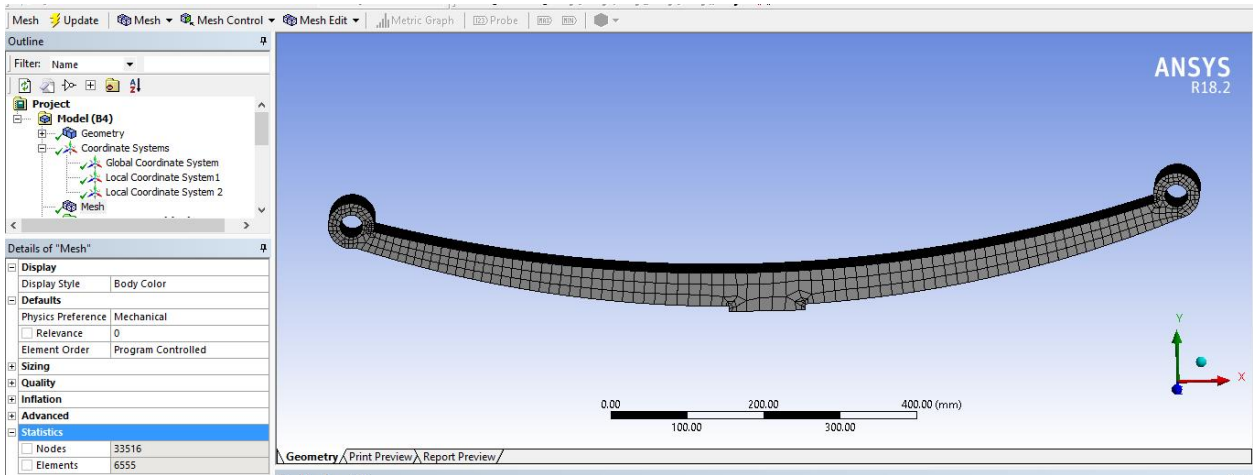 Mesh Update Mesh Mesh Control Mesh Edit Metric Graph Probe MAX MIN
Outline
Filter: Name
Project
Model (B4)
Geometry
Coordinate Systems
Global Coordinate System
Local Coordinate System1
Local Coordinate System 2
Mesh
Details of "Mesh"
Display
Display Style Body Color
Defaults
Physics Preference Mechanical
Relevance 0
Element Order Program Controlled
Sizing
Quality
Inflation
Advanced
Statistics
Nodes 33516
Elements 6555
ANSYS
R18.2
Y
X
0.00 200.00 400.00 (mm)
100.00 300.00
Geometry Print Preview Report Preview